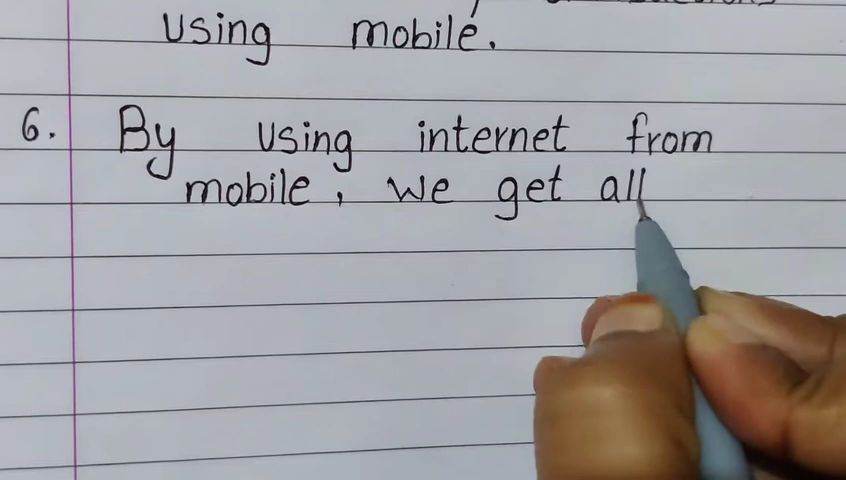 using mobile.
6. By using internet from
mobile, we get all